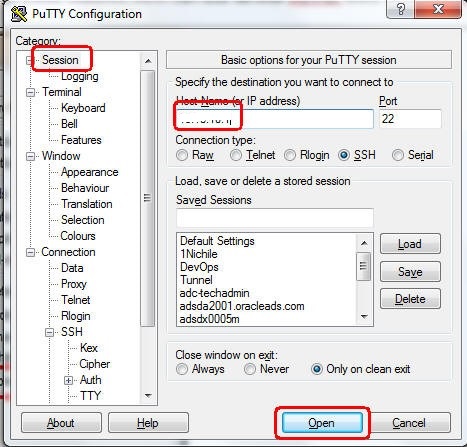 PuTTY Configuration
Category:
Session
Logging
Terminal
Keyboard
Bell
Features
Window
Appearance
Behaviour
Translation
Selection
Colours
Connection
Data
Proxy
Telnet
Rlogin
SSH
Kex
Cipher
Auth
TTY
Basic options for your PuTTY session
Specify the destination you want to connect to
Host Name (or IP address) Port
22
Connection type:
Raw Telnet Rlogin SSH Serial
Load, save or delete a stored session
Saved Sessions
Default Settings
1Nichile
DevOps
Tunnel
adc-techadmin
adsda2001.oracleads.com
adsdx0005m
Load
Save
Delete
Close window on exit:
Always Never Only on clean exit
About Help Open Cancel